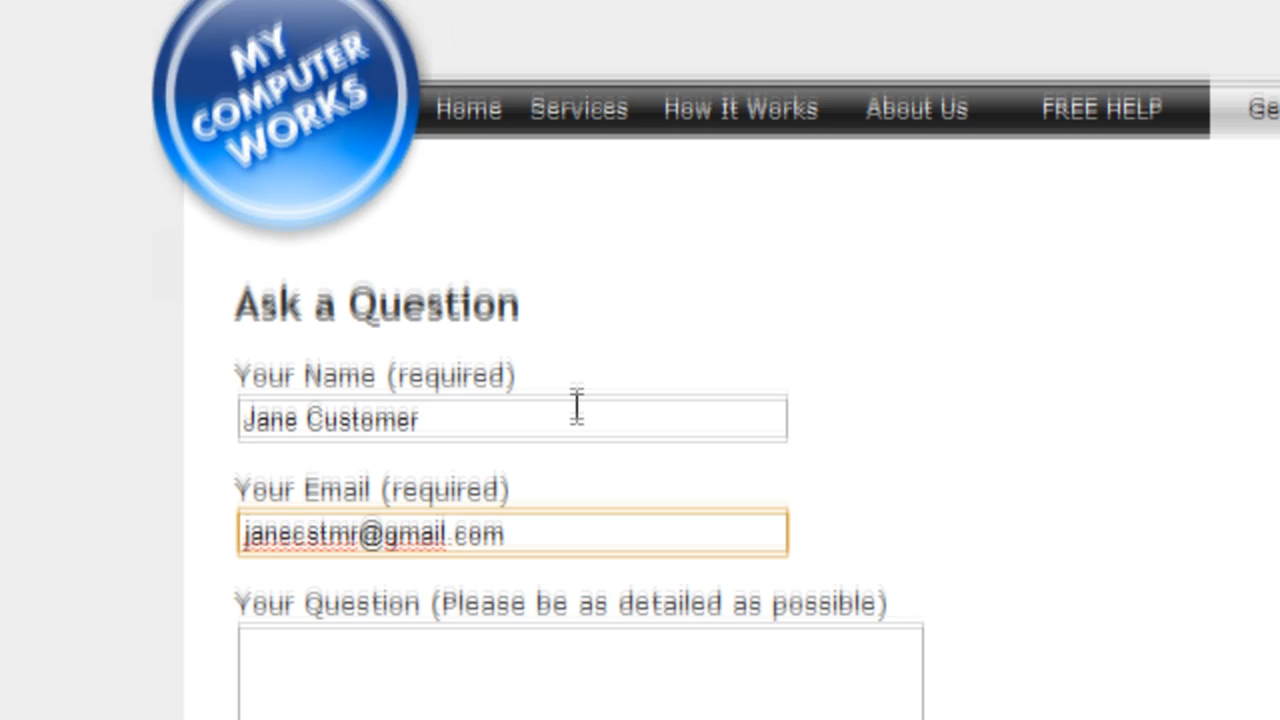 MY
COMPUTER
WORKS
Home Services How It Works About Us FREE HELP
Ask a Question
Your Name (required)
Jane Customer
Your Email (required)
janecstmr@gmail.com
Your Question (Please be as detailed as possible)